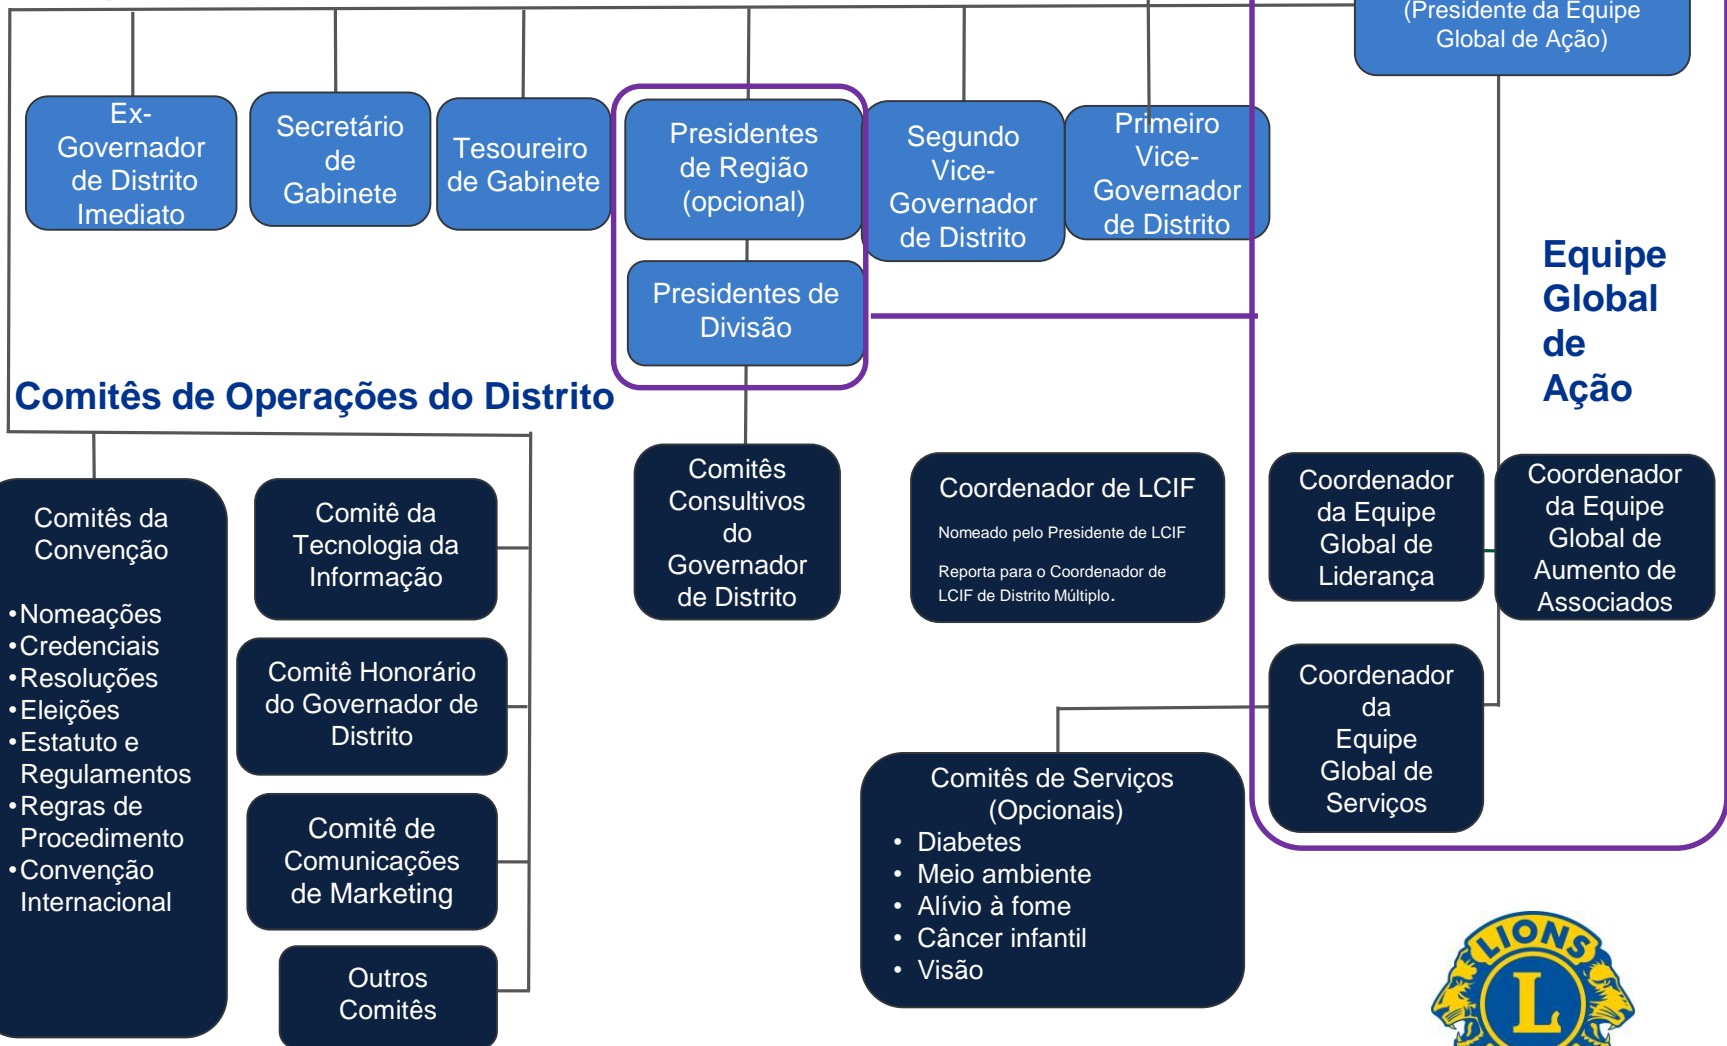 (Presidente da Equipe
Global de Ação)
Ex-
Governador
de Distrito
Imediato
Secretário
de
Gabinete
Tesoureiro
de Gabinete
Presidentes
de Região
(opcional)
Segundo
Vice-
Governador
de Distrito
Primeiro
Vice-
Governador
de Distrito
Presidentes de
Divisão
Equipe
Global
de
Ação
Comitês de Operações do Distrito
Comitês da
Convenção
•Nomeações
•Credenciais
•Resoluções
•Eleições
•Estatuto e
Regulamentos
•Regras de
Procedimento
•Convenção
Internacional
Comitê da
Tecnologia da
Informação
Comitê Honorário
do Governador de
Distrito
Comitê de
Comunicações
de Marketing
Outros
Comitês
Comitês
Consultivos
do
Governador
de Distrito
Coordenador de LCIF
Nomeado pelo Presidente de LCIF
Reporta para o Coordenador de
LCIF de Distrito Múltiplo.
Coordenador
da Equipe
Global de
Liderança
Coordenador
da Equipe
Global de
Aumento de
Associados
Coordenador
da
Equipe
Global de
Serviços
Comitês de Serviços
(Opcionais)
• Diabetes
• Meio ambiente
• Alívio à fome
• Câncer infantil
• Visão
LIONS
L